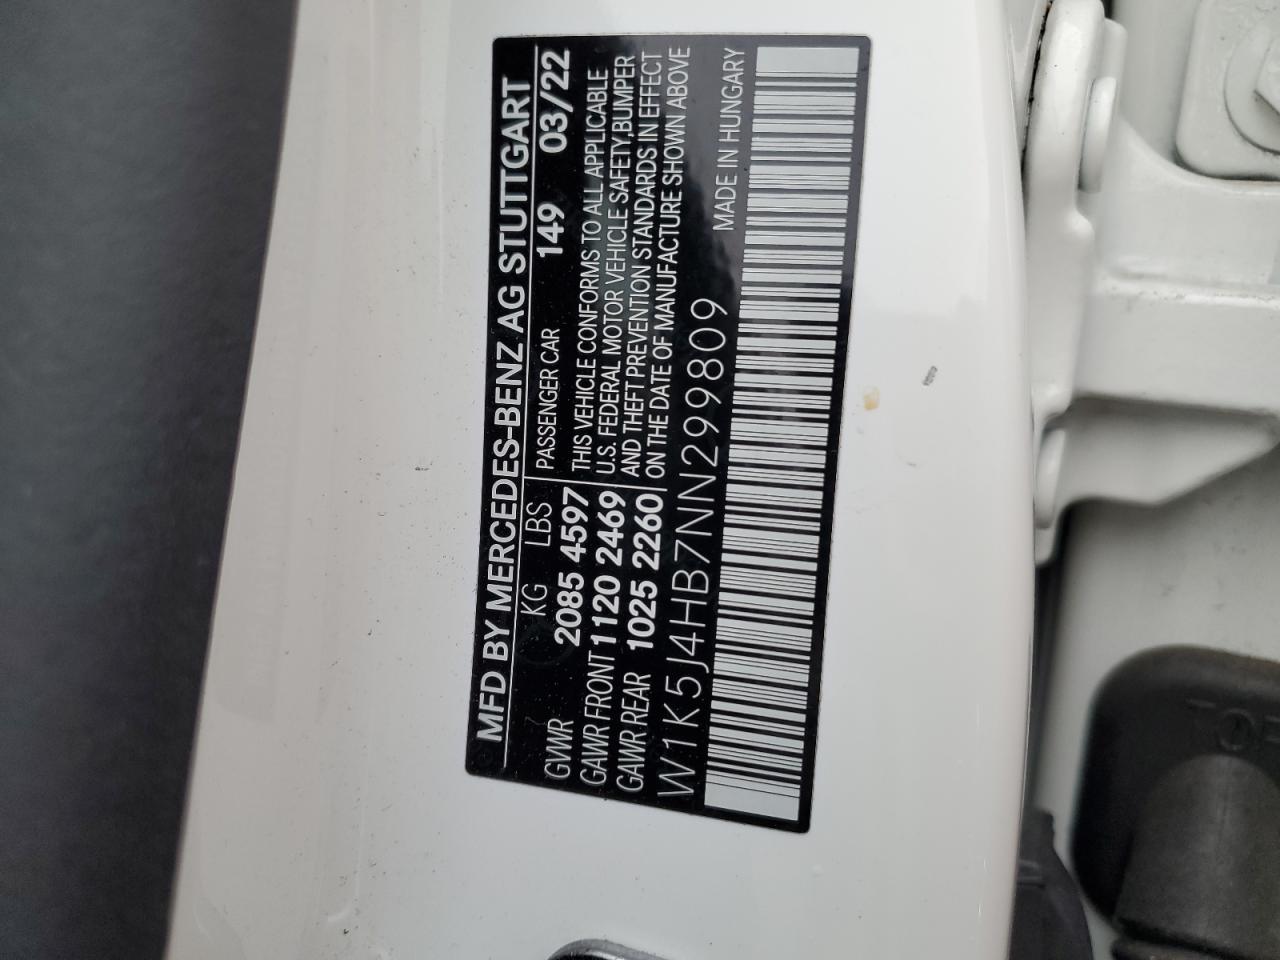 MFD BY MERCEDES-BENZ AG STUTTGART
KG LBS PASSENGER CAR 149 03/22
GVWR 2085 4597 THIS VEHICLE CONFORMS TO ALL APPLICABLE
GAWR FRONT 1120 2469 U.S. FEDERAL MOTOR VEHICLE SAFETY,BUMPER
GAWR REAR 1025 2260 AND THEFT PREVENTION STANDARDS IN EFFECT
ON THE DATE OF MANUFACTURE SHOWN ABOVE
W1K5J4HB7NN299809 MADE IN HUNGARY